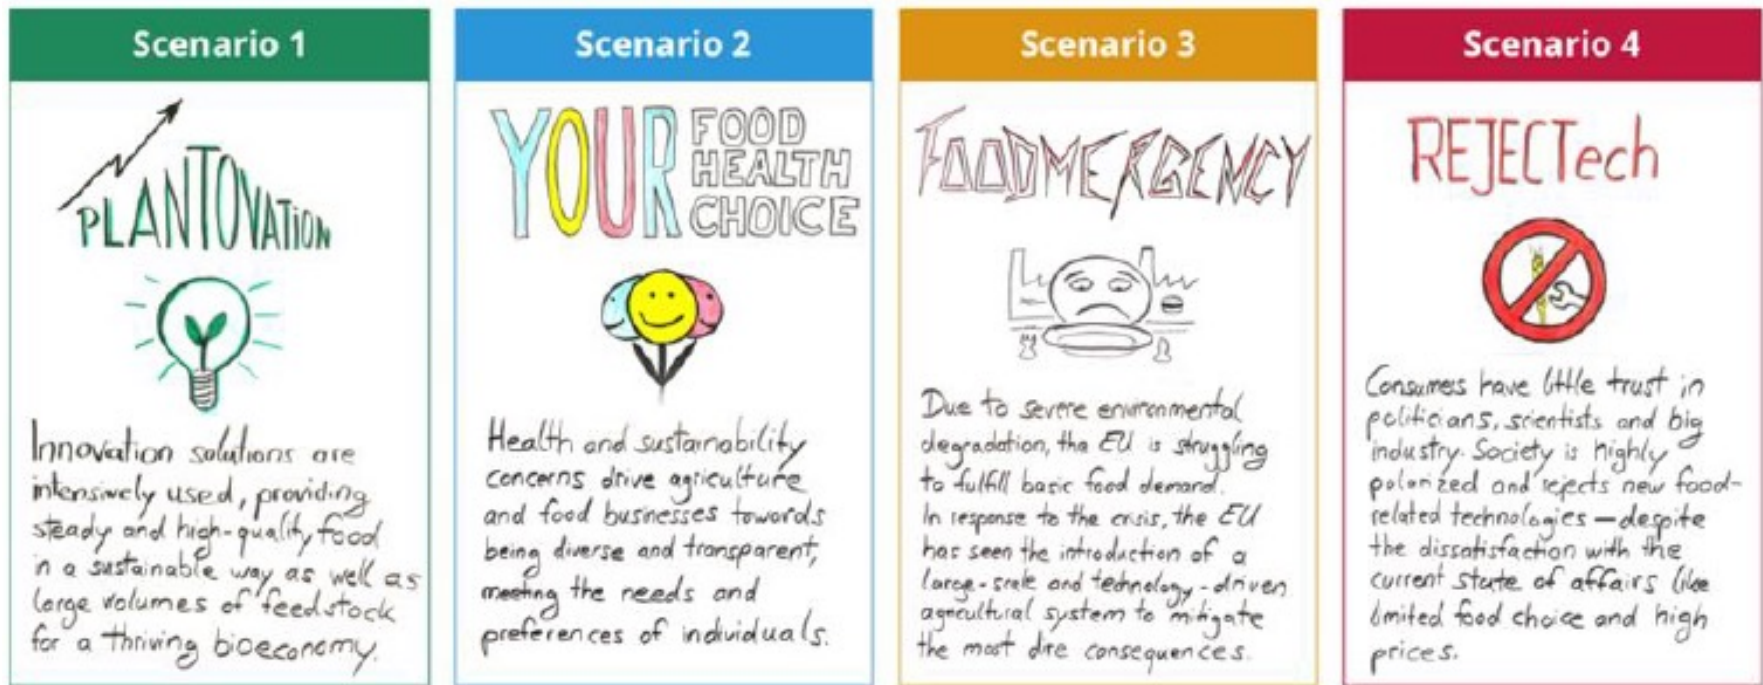 Scenario 1
PLANTOVATiON
Innovation solutions are
intensively used, providing
steady and high-quality food
in a sustainable way as well as
large volumes of feedstock
for a thriving bioeconomy.
Scenario 2
YOUR FOOD
HEALTH
CHOICE
Health and sustainability
concerns drive agriculture
and food businesses towards
being diverse and transparent,
meeting the needs and
preferences of individuals.
Scenario 3
FOODMERGENCY
Due to severe environmental
degradation, tha EU is struggling
to fulfill basic food demand.
In response to the crisis, the EU
has seen the introduction of a
large-scale and technology-driven
agricultural system to mitigate
the most dire consequences.
Scenario 4
REJECTech
Consumers have little trust in
politicians, scientists and big
industry. Society is highly
polarized and rejects new food-
related technologies — despite
the dissatisfaction with the
current state of affairs like
limited food choice and high
prices.